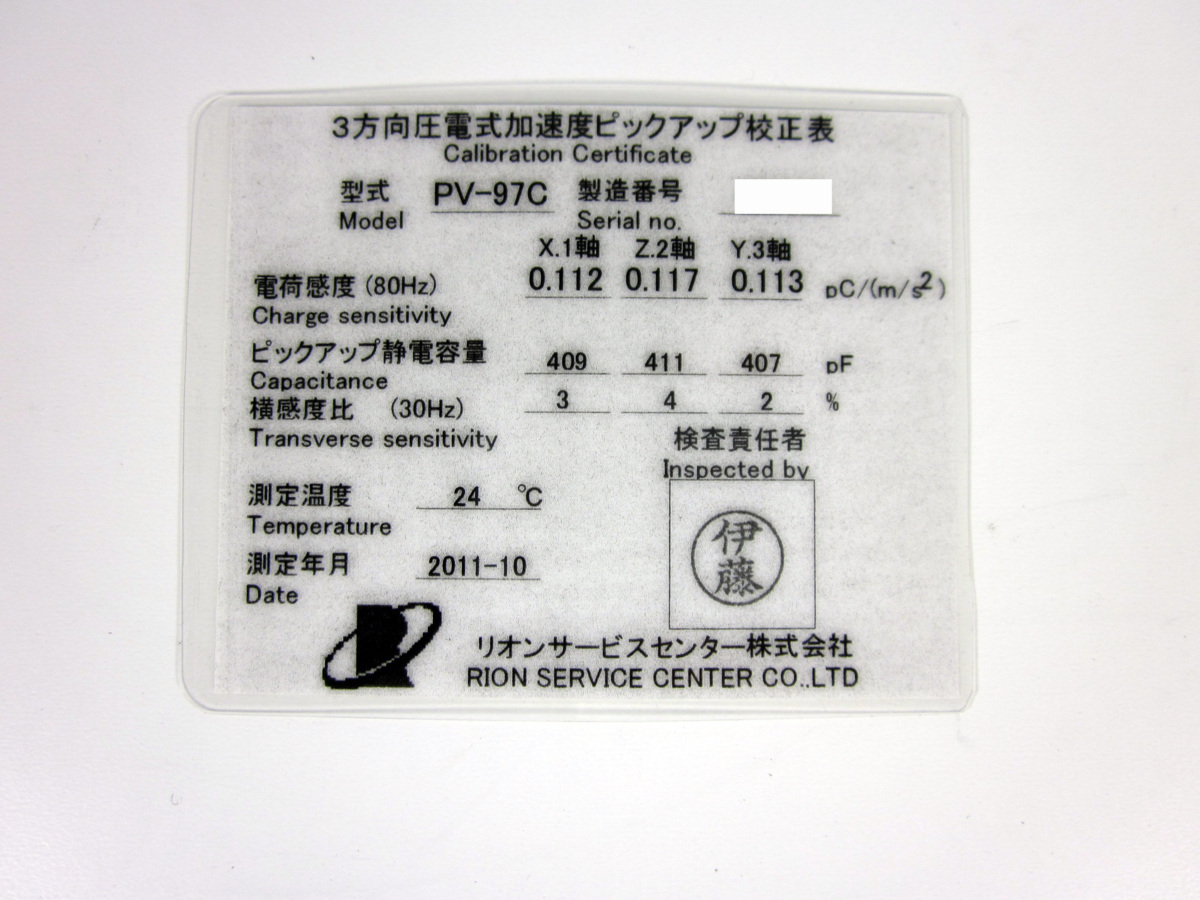 3方向圧電式加速度ピックアップ校正表
Calibration Certificate
型式 PV-97C 製造番号
Model Serial no.
X.1軸 Z.2軸 Y.3軸
電荷感度(80Hz) 0.112 0.117 0.113 pC/(m/s²)
Charge sensitivity
ピックアップ静電容量 409 411 407 pF
Capacitance
横感度比 (30Hz) 3 4 2 %
Transverse sensitivity
検査責任者
Inspected by
測定温度 24 ℃
Temperature
伊藤
測定年月 2011-10
Date
リオンサービスセンター株式会社
RION SERVICE CENTER CO.,LTD